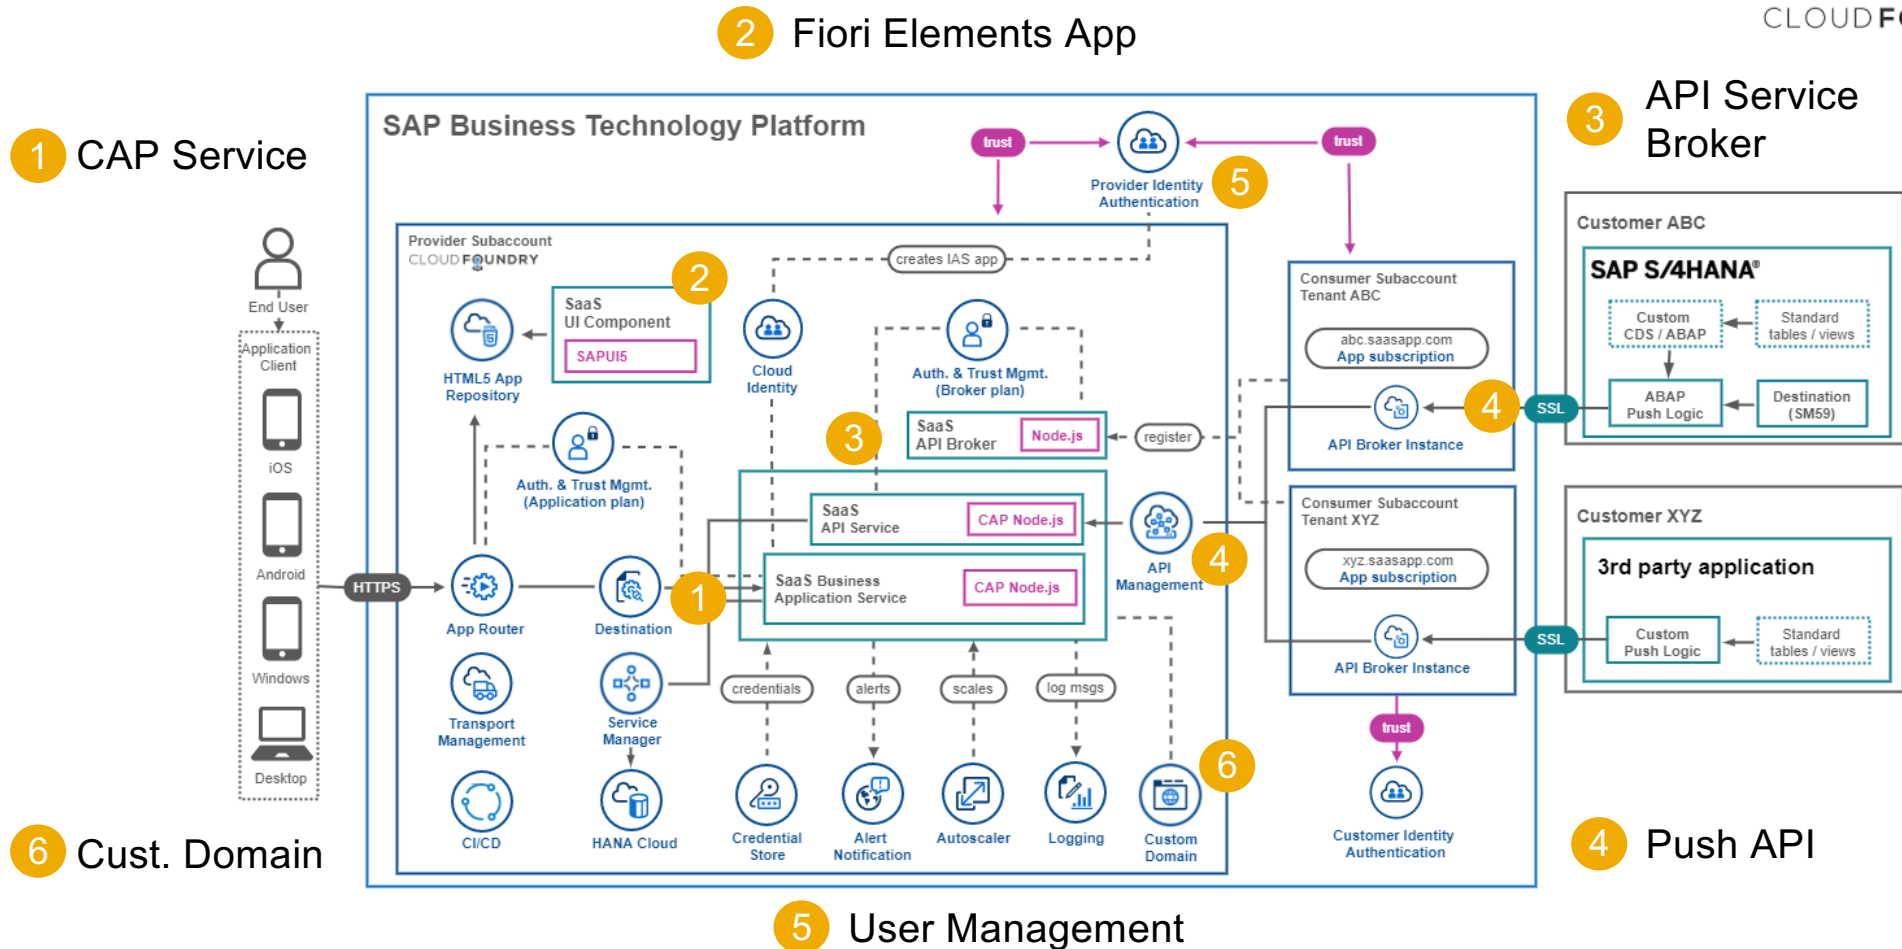 2 Fiori Elements App
CLOUD FO
1 CAP Service
3 API Service
Broker
SAP Business Technology Platform
trust
trust
Provider Identity
Authentication
5
Provider Subaccount
CLOUD FOUNDRY
creates IAS app
2
SaaS
UI Component
SAPUI5
HTML5 App
Repository
Cloud
Identity
Auth. & Trust Mgmt.
(Broker plan)
Auth. & Trust Mgmt.
(Application plan)
3
SaaS
API Broker
Node.js
register
SaaS
API Service
CAP Node.js
1
SaaS Business
Application Service
CAP Node.js
API
Management
4
End User
Application
Client
iOS
Android
Windows
Desktop
HTTPS
App Router
Destination
Transport
Management
Service
Manager
CI/CD
HANA Cloud
credentials
alerts
scales
log msgs
Credential
Store
Alert
Notification
Autoscaler
Logging
Custom
Domain
6
Consumer Subaccount
Tenant ABC
abc.saasapp.com
App subscription
API Broker Instance
4
SSL
Consumer Subaccount
Tenant XYZ
xyz.saasapp.com
App subscription
API Broker Instance
SSL
trust
Customer Identity
Authentication
Customer ABC
SAP S/4HANA®
Custom
CDS / ABAP
Standard
tables / views
ABAP
Push Logic
Destination
(SM59)
Customer XYZ
3rd party application
Custom
Push Logic
Standard
tables / views
6 Cust. Domain
4 Push API
5 User Management